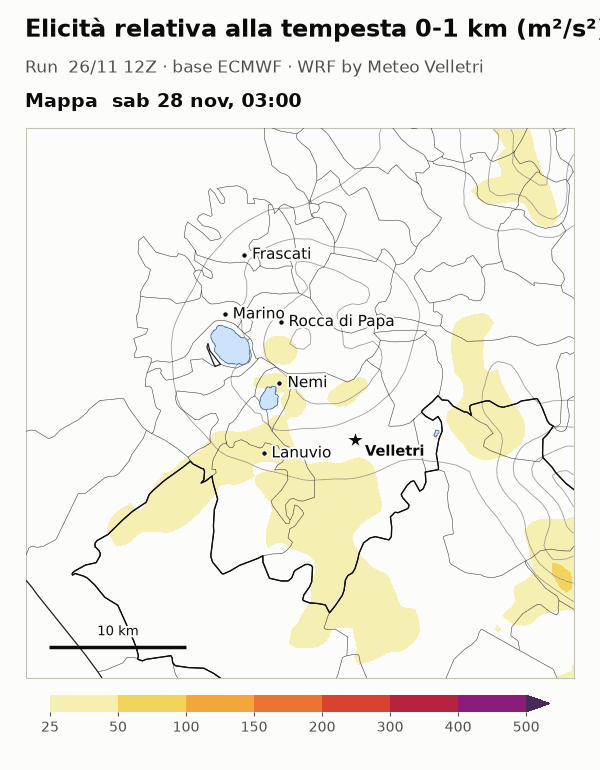 Elicità relativa alla tempesta 0-1 km (m²/s²)
Run  26/11 12Z · base ECMWF · WRF by Meteo Velletri
Mappa  sab 28 nov, 03:00
Frascati
Marino
Rocca di Papa
Nemi
Velletri
Lanuvio
10 km
25 50 100 150 200 300 400 500